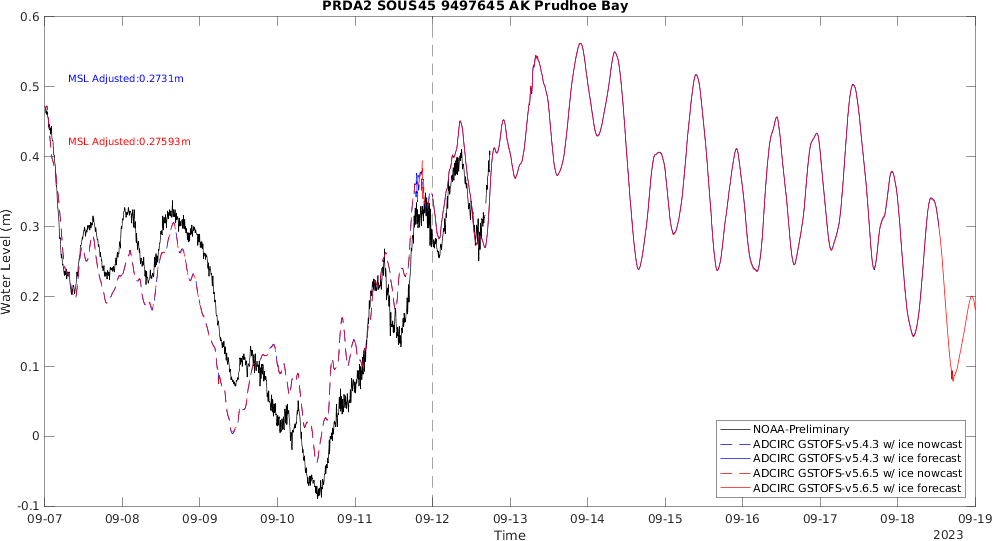 PRDA2 SOUS45 9497645 AK Prudhoe Bay
0.6
0.5
0.4
0.3
0.2
0.1
0
-0.1
Water Level (m)
MSL Adjusted:0.2731m
MSL Adjusted:0.27593m
NOAA-Preliminary
ADCIRC GSTOFS-v5.4.3 w/ ice nowcast
ADCIRC GSTOFS-v5.4.3 w/ ice forecast
ADCIRC GSTOFS-v5.6.5 w/ ice nowcast
ADCIRC GSTOFS-v5.6.5 w/ ice forecast
09-07 09-08 09-09 09-10 09-11 09-12 09-13 09-14 09-15 09-16 09-17 09-18 09-19
Time
2023